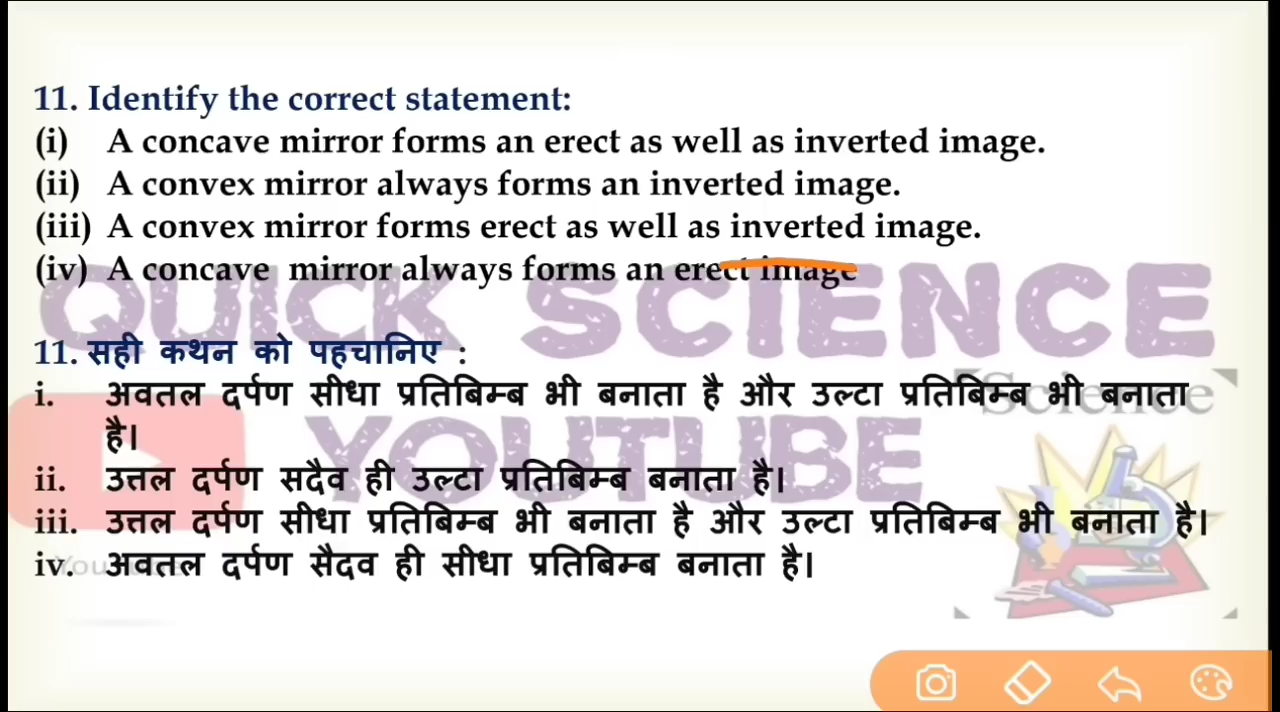 11. Identify the correct statement:
(i) A concave mirror forms an erect as well as inverted image.
(ii) A convex mirror always forms an inverted image.
(iii) A convex mirror forms erect as well as inverted image.
(iv) A concave mirror always forms an erect image
QUICK SCIENCE
11. सही कथन को पहचानिए :
i. अवतल दर्पण सीधा प्रतिबिम्ब भी बनाता है और उल्टा प्रतिबिम्ब भी बनाता
Science
है।
YOUTUBE
ii. उत्तल दर्पण सदैव ही उल्टा प्रतिबिम्ब बनाता है।
iii. उत्तल दर्पण सीधा प्रतिबिम्ब भी बनाता है और उल्टा प्रतिबिम्ब भी बनाता है।
iv. अवतल दर्पण सैदव ही सीधा प्रतिबिम्ब बनाता है।